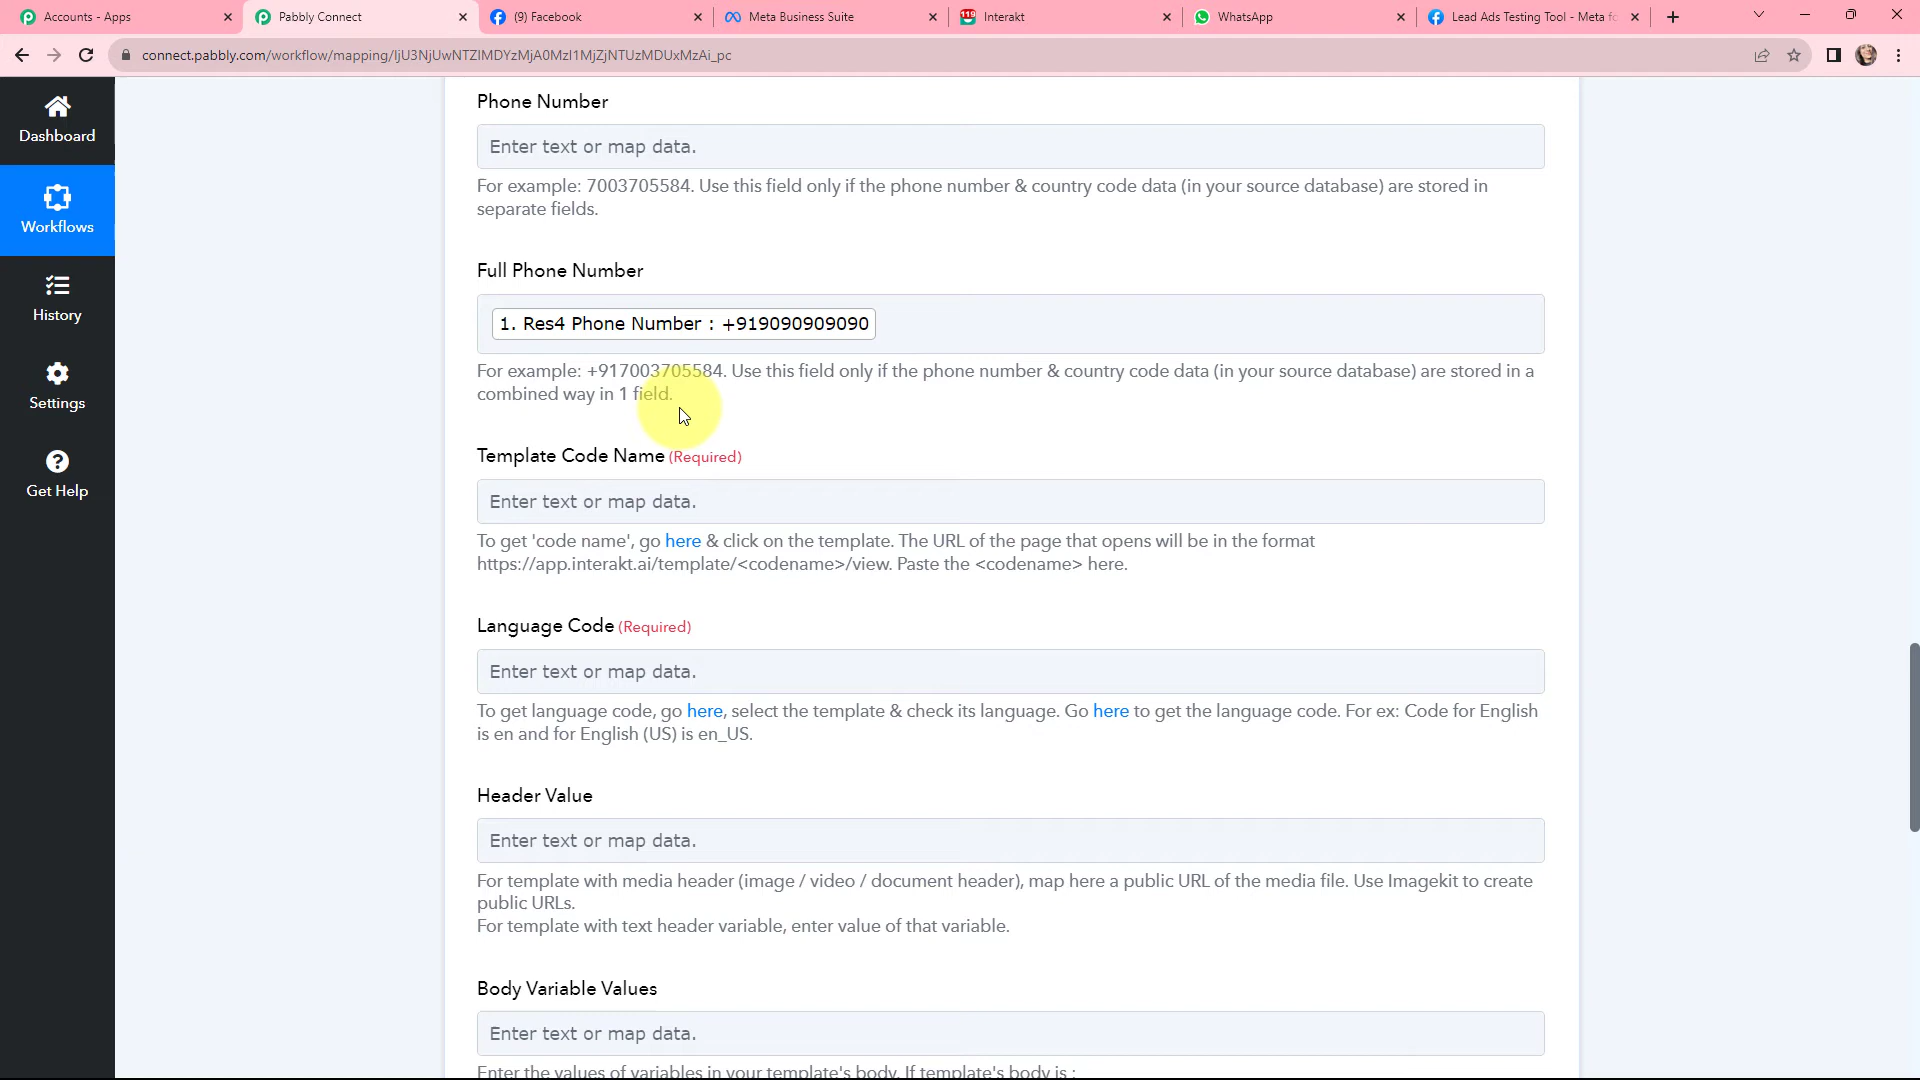 Accounts - Apps
Pabbly Connect
(9) Facebook
Meta Business Suite
119
Interakt
WhatsApp
Lead Ads Testing Tool - Meta fo
connect.pabbly.com/workflow/mapping/
Dashboard
Workflows
History
Settings
Get Help
Phone Number
Enter text or map data.
For example: 7003705584. Use this field only if the phone number & country code data (in your source database) are stored in
separate fields.
Full Phone Number
1. Res4 Phone Number : +919090909090
For example: +917003705584. Use this field only if the phone number & country code data (in your source database) are stored in a
combined way in 1 field.
Template Code Name (Required)
Enter text or map data.
To get 'code name', go here & click on the template. The URL of the page that opens will be in the format
https://app.interakt.ai/template/<codename>/view. Paste the <codename> here.
Language Code (Required)
Enter text or map data.
To get language code, go here, select the template & check its language. Go here to get the language code. For ex: Code for English
is en and for English (US) is en_US.
Header Value
Enter text or map data.
For template with media header (image / video / document header), map here a public URL of the media file. Use Imagekit to create
public URLs.
For template with text header variable, enter value of that variable.
Body Variable Values
Enter text or map data.
Enter the values of variables in your template's body. If template's body is :